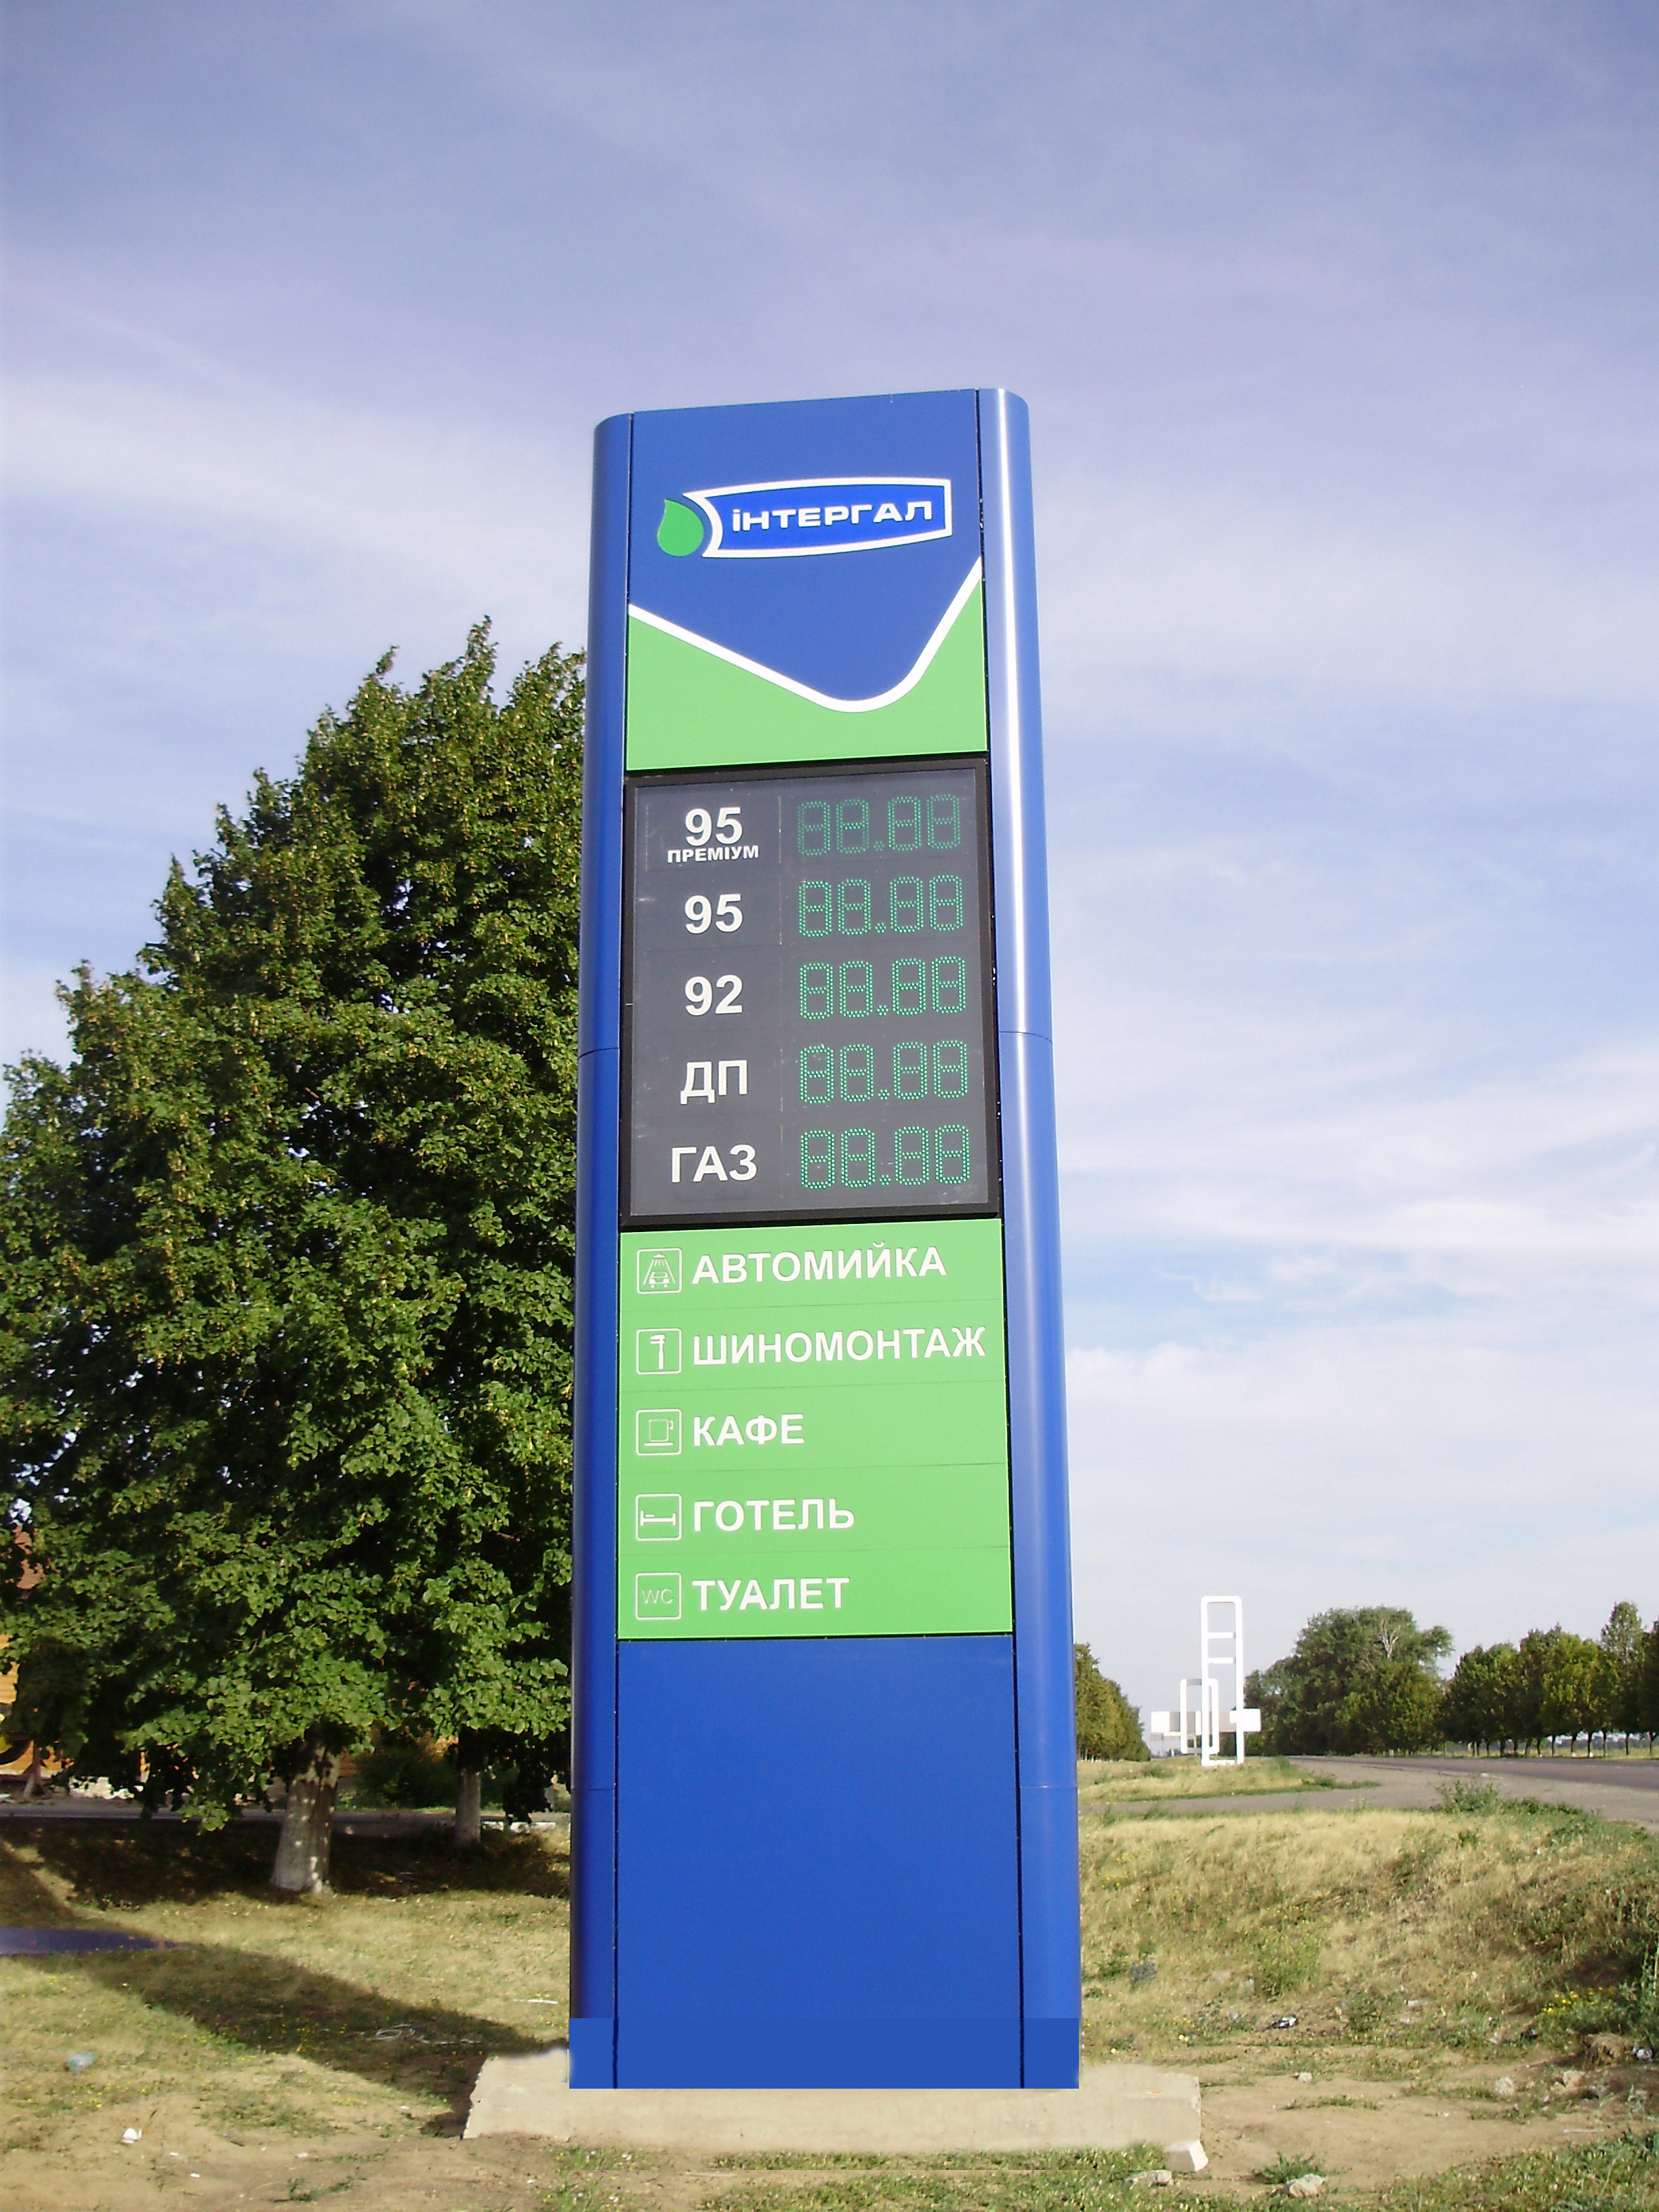 інтергал
95 88.88
ПРЕМІУМ
95 88.88
92 88.88
ДП 88.88
ГАЗ 88.88
АВТОМИЙКА
ШИНОМОНТАЖ
КАФЕ
ГОТЕЛЬ
WC ТУАЛЕТ